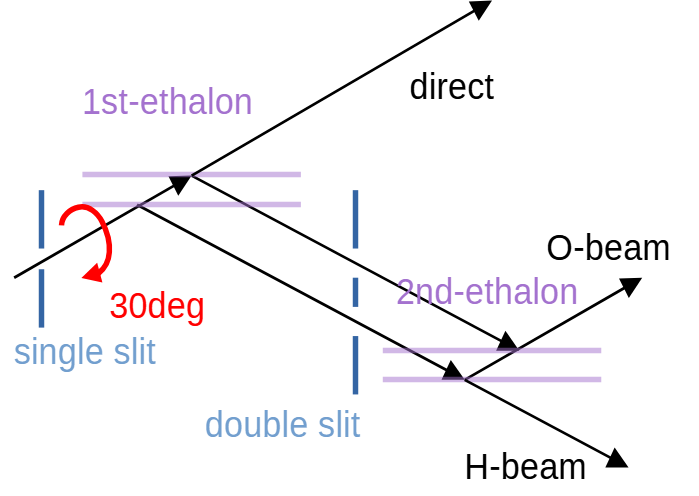 direct
1st-ethalon
O-beam
2nd-ethalon
30deg
single slit
double slit
H-beam